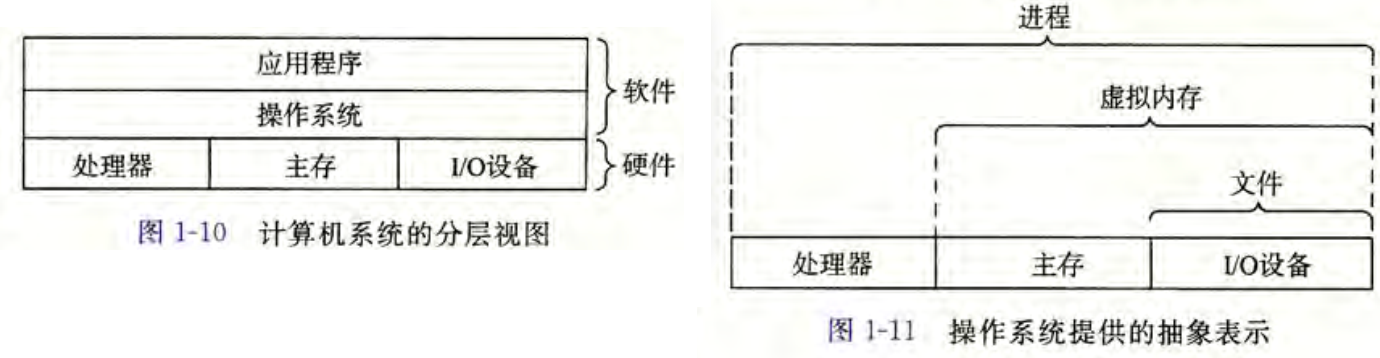 应用程序
操作系统
软件
处理器
主存
I/O设备
硬件
图 1-10 计算机系统的分层视图
进程
虚拟内存
文件
处理器
主存
I/O设备
图 1-11 操作系统提供的抽象表示